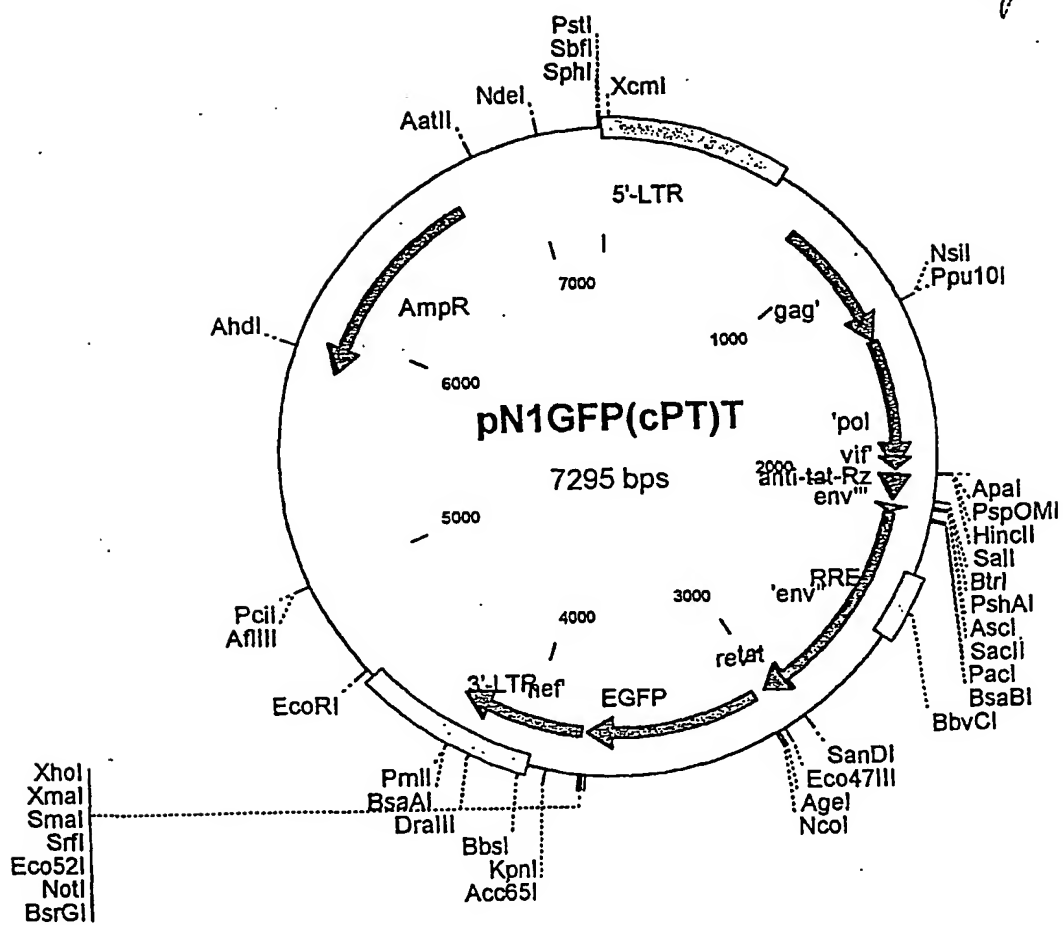 PstI
SbfI
SphI
XcmI
NdeI
AatII
5'-LTR
NsiI
Ppu10I
7000
gag'
1000
AmpR
AhdI
6000
pN1GFP(cPT)T
7295 bps
'pol
vif'
2000
anti-tat-Rz
env'''
ApaI
PspOMI
HincII
SalI
BtrI
PshAI
AscI
SacII
PacI
BsaBI
BbvCI
5000
RRE
'env''
3000
4000
PciI
AflIII
retat
3'-LTR
nef'
EGFP
EcoRI
SanDI
Eco47III
AgeI
NcoI
PmlI
BsaAI
DraIII
BbsI
KpnI
Acc65I
XhoI
XmaI
SmaI
SrfI
Eco52I
NotI
BsrGI